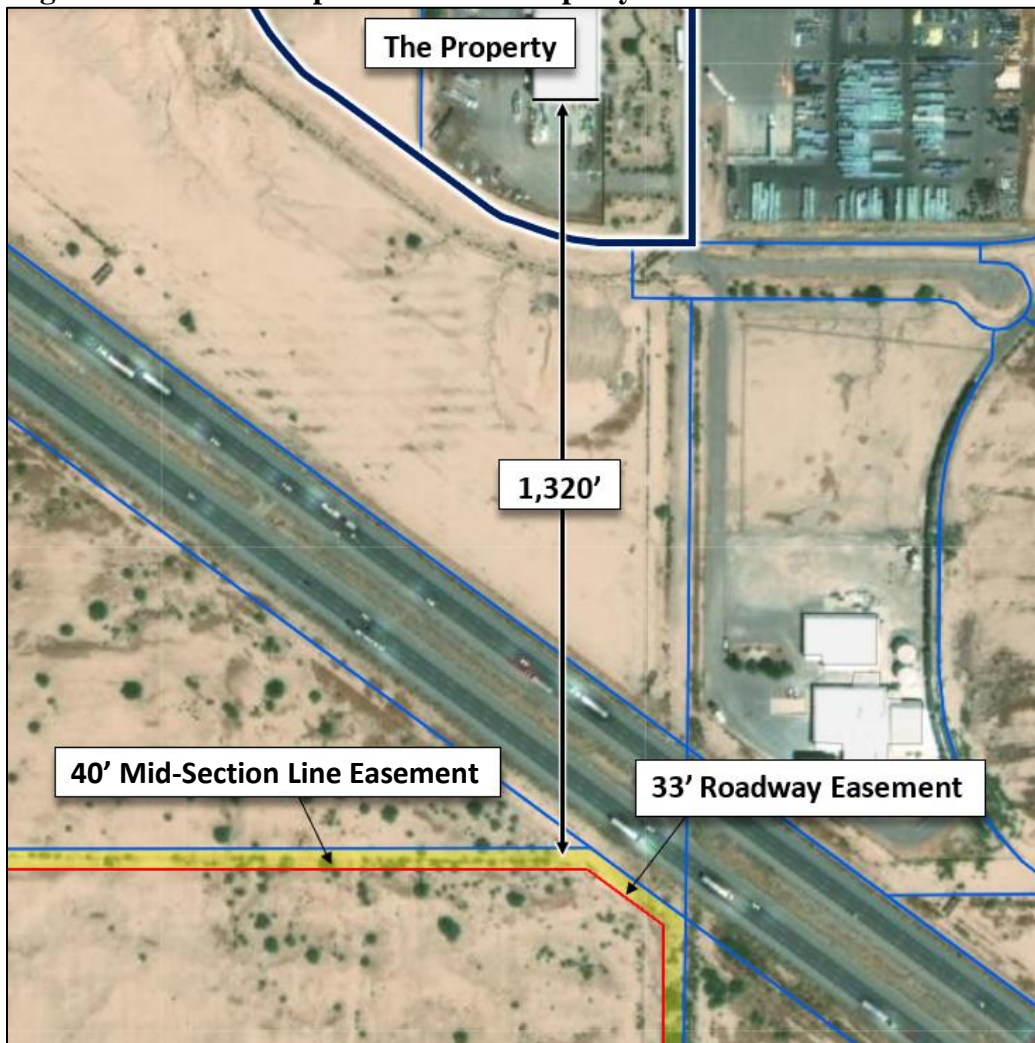 The Property
1,320’
40’ Mid-Section Line Easement
33’ Roadway Easement